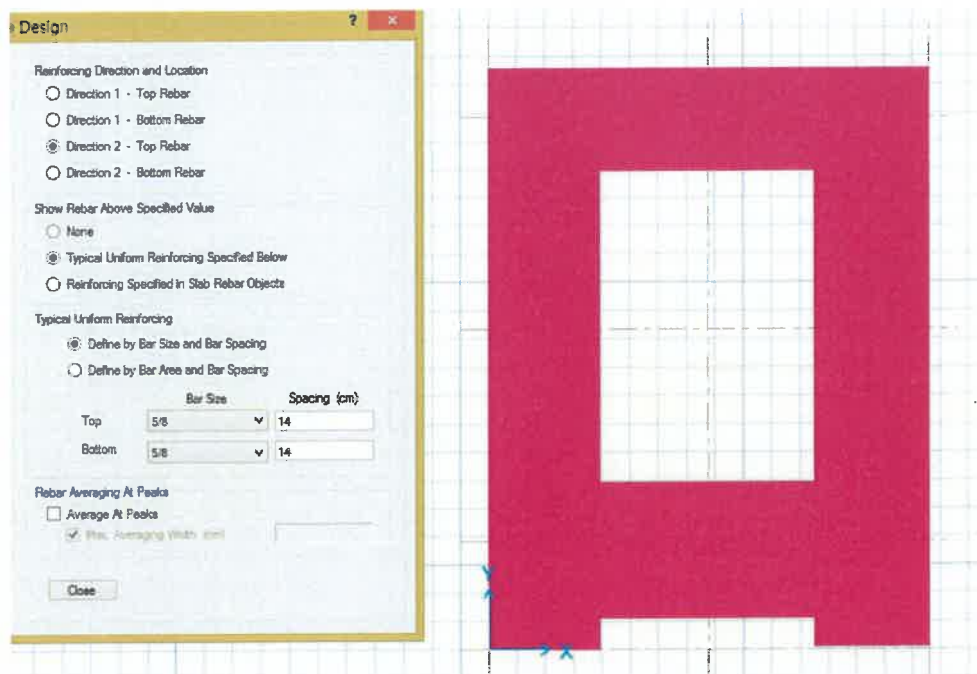 Design
?
×
Reinforcing Direction and Location
Direction 1 - Top Rebar
Direction 1 - Bottom Rebar
Direction 2 - Top Rebar
Direction 2 - Bottom Rebar
Show Rebar Above Specified Value
None
Typical Uniform Reinforcing Specified Below
Reinforcing Specified in Slab Rebar Objects
Typical Uniform Reinforcing
Define by Bar Size and Bar Spacing
Define by Bar Area and Bar Spacing
Bar Size Spacing (cm)
Top 5/8 14
Bottom 5/8 14
Rebar Averaging At Peaks
Average At Peaks
Averaging Width
Close
Y
X